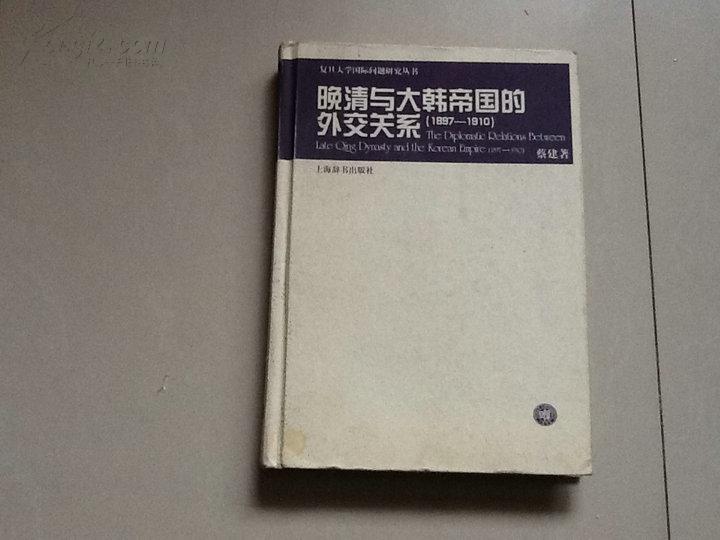 复旦大学国际问题研究丛书
晚清与大韩帝国的
外交关系(1897—1910)
The Diplomatic Relations Between
Late Qing Dynasty and the Korean Empire (1897—1910)
蔡建著
上海辞书出版社